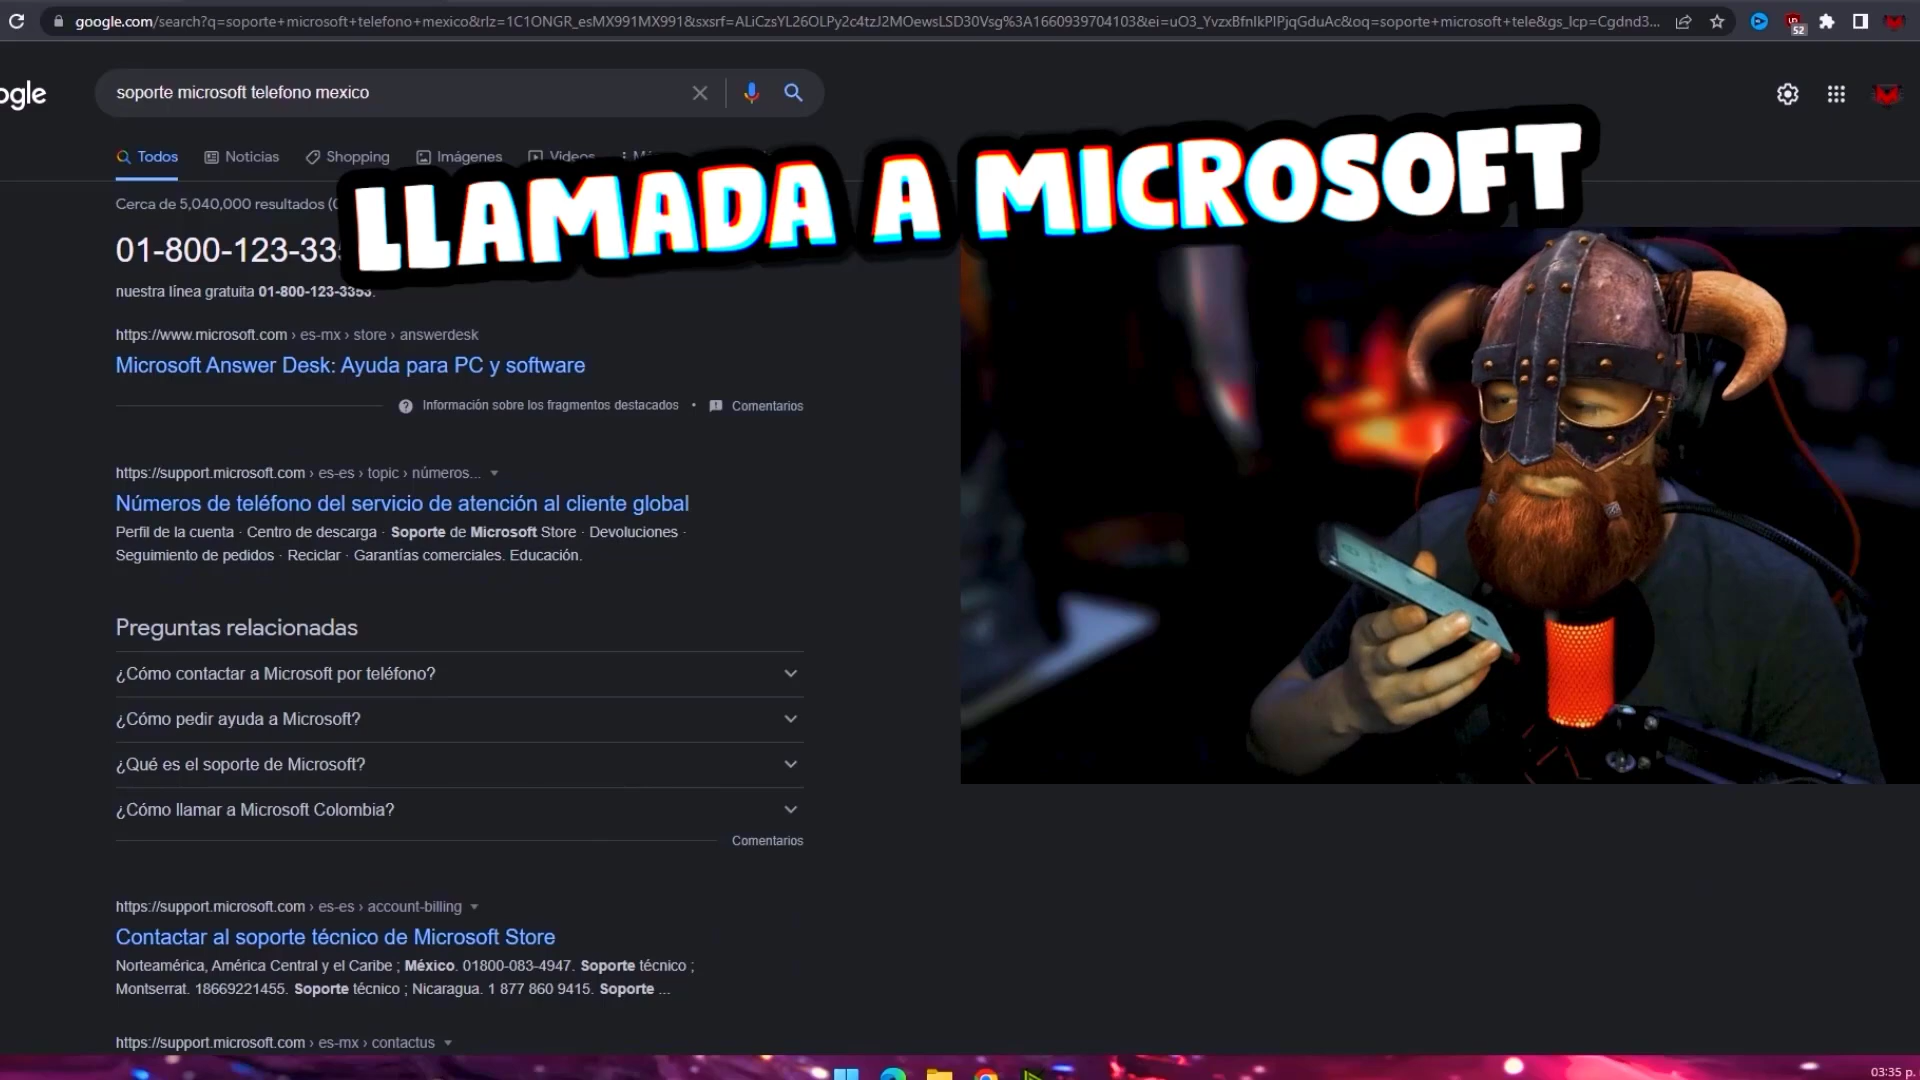 google.com/search?q=soporte+microsoft+telefono+mexico&rlz=1C1ONGR_esMX991MX991&sxsrf=ALiCzsYL26OLPy2c4tzJ2MOewsLSD30Vsg%3A1660939704103&ei=uO3_YvzxBfnIkPIPjqGduAc&oq=soporte+microsoft+tele&gs_lcp=Cgdnd3...
52
ogle
soporte microsoft telefono mexico
Todos
Noticias
Shopping
Imágenes
Videos
LLAMADA A MICROSOFT
Cerca de 5,040,000 resultados
01-800-123-335
nuestra línea gratuita 01-800-123-3353.
https://www.microsoft.com › es-mx › store › answerdesk
Microsoft Answer Desk: Ayuda para PC y software
Información sobre los fragmentos destacados • Comentarios
https://support.microsoft.com › es-es › topic › números...
Números de teléfono del servicio de atención al cliente global
Perfil de la cuenta · Centro de descarga · Soporte de Microsoft Store · Devoluciones ·
Seguimiento de pedidos · Reciclar · Garantías comerciales. Educación.
Preguntas relacionadas
¿Cómo contactar a Microsoft por teléfono?
¿Cómo pedir ayuda a Microsoft?
¿Qué es el soporte de Microsoft?
¿Cómo llamar a Microsoft Colombia?
Comentarios
https://support.microsoft.com › es-es › account-billing
Contactar al soporte técnico de Microsoft Store
Norteamérica, América Central y el Caribe ; México. 01800-083-4947. Soporte técnico ;
Montserrat. 18669221455. Soporte técnico ; Nicaragua. 1 877 860 9415. Soporte ...
https://support.microsoft.com › es-mx › contactus
03:35 p.